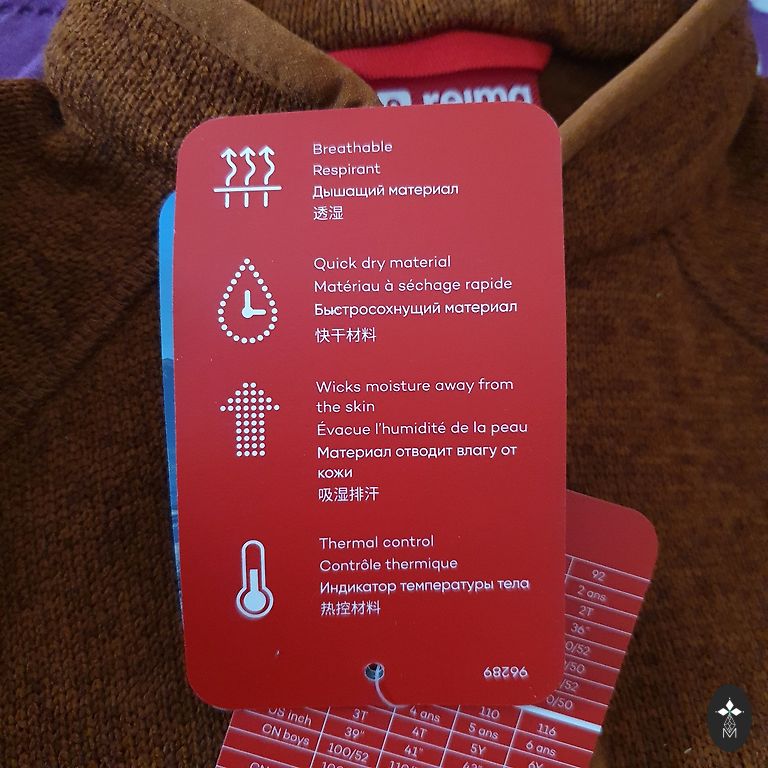 reima
Breathable
Respirant
Дышащий материал
透湿
Quick dry material
Matériau à séchage rapide
Быстросохнущий материал
快干材料
Wicks moisture away from
the skin
Évacue l'humidité de la peau
Материал отводит влагу от
кожи
吸湿排汗
Thermal control
Contrôle thermique
Индикатор температуры тела
热控材料
96289
92
2 ans
2T
36"
US inch 3T 4 ans 110 116
CN boys 39" 4T 5 ans 6 ans
100/52 41" 5Y